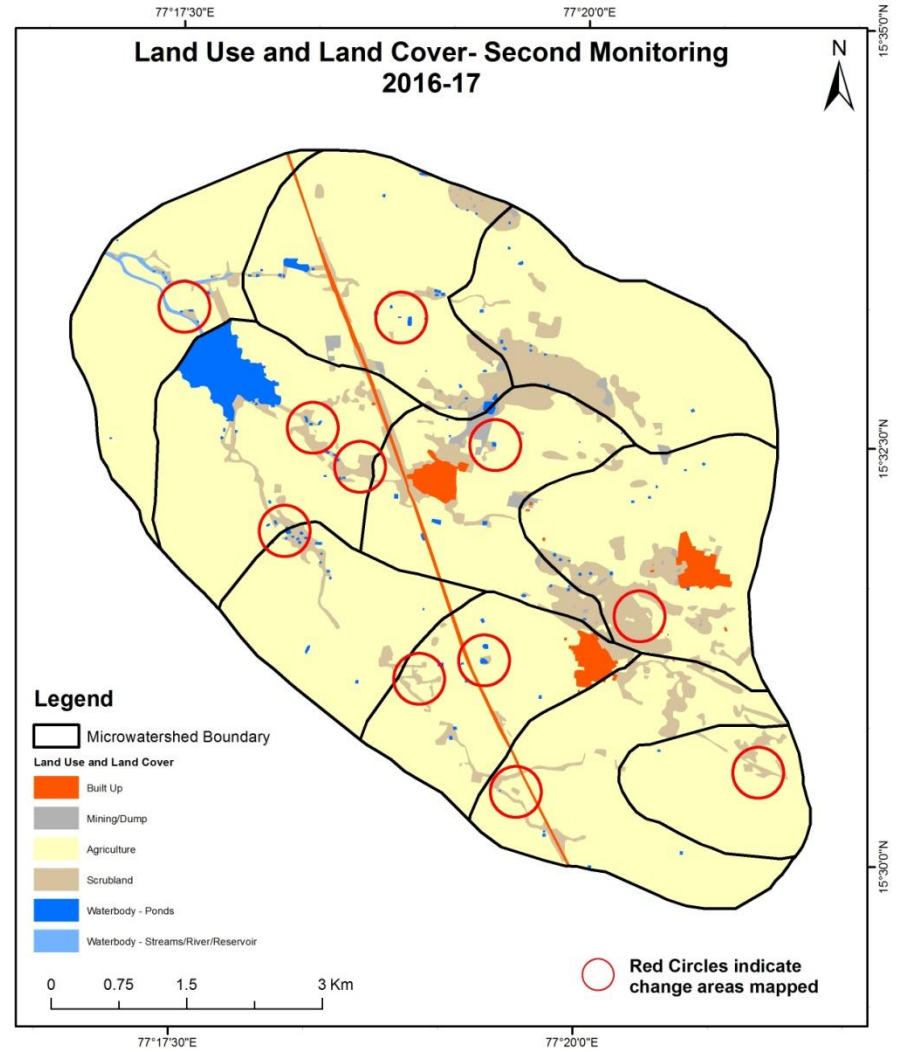 77°17'30"E
77°20'0"E
Land Use and Land Cover- Second Monitoring
2016-17
N
15°35'0"N
15°32'30"N
15°30'0"N
Legend
Microwatershed Boundary
Land Use and Land Cover
Built Up
Mining/Dump
Agriculture
Scrubland
Waterbody - Ponds
Waterbody - Streams/River/Reservoir
0 0.75 1.5 3 Km
Red Circles indicate
change areas mapped
77°17'30"E
77°20'0"E